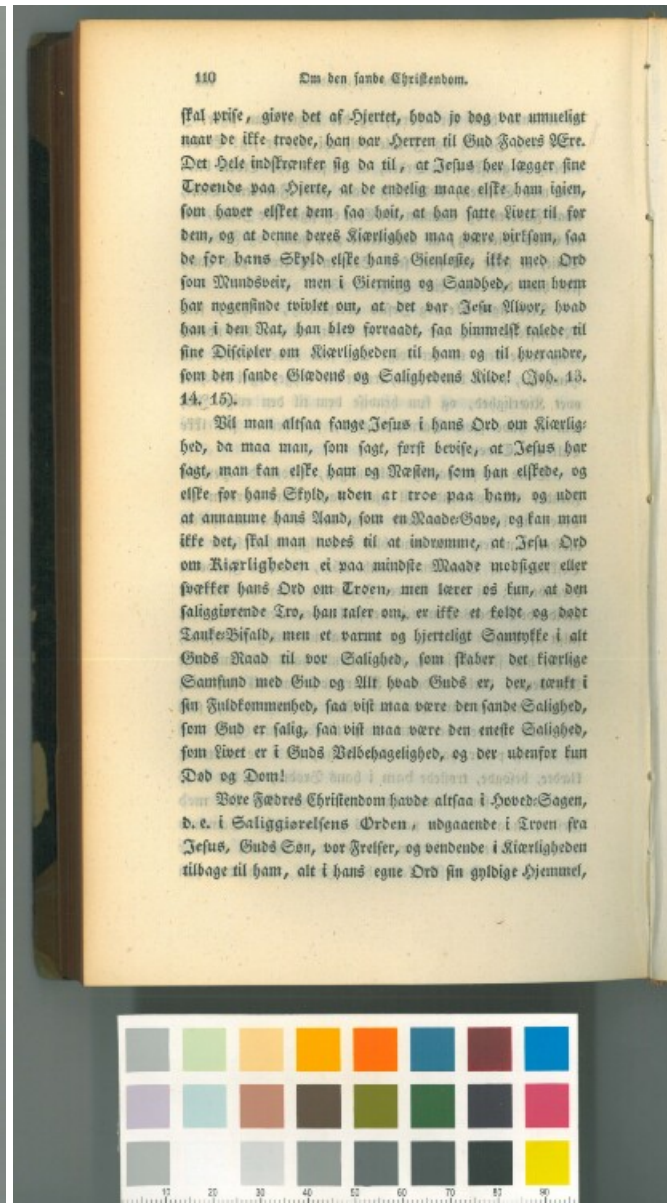 110 Om den sande Christendom.
skal prise, giøre det af Hjertet, hvad jo dog var umueligt
naar de ikke troede, han var Herren til Gud Faders Ære.
Det Hele indskrænker sig da til, at Jesus her lægger sine
Troende paa Hjerte, at de endelig maae elske ham igien,
som haver elsket dem saa høit, at han satte Livet til for
dem, og at denne deres Kiærlighed maa være virksom, saa
de for hans Skyld elske hans Gienløste, ikke med Ord
som Mundsveir, men i Gierning og Sandhed, men hvem
har nogensinde tvivlet om, at det var Jesu Alvor, hvad
han i den Nat, han blev forraadt, saa himmelsk talede til
sine Discipler om Kiærligheden til ham og til hverandre,
som den sande Glædens og Salighedens Kilde! (Joh. 13.
14. 15).
Vil man altsaa fange Jesus i hans Ord om Kiærlig-
hed, da maa man, som sagt, først bevise, at Jesus har
sagt, man kan elske ham og Næsten, som han elskede, og
elske for hans Skyld, uden at troe paa ham, og uden
at annamme hans Aand, som en Naade-Gave, og kan man
ikke det, skal man nødes til at indrømme, at Jesu Ord
om Kiærligheden ei paa mindste Maade modsiger eller
svækker hans Ord om Troen, men lærer os kun, at den
saliggiørende Tro, han taler om, er ikke et koldt og dødt
Tanke-Bifald, men et varmt og hjerteligt Samtykke i alt
Guds Raad til vor Salighed, som skaber det kiærlige
Samfund med Gud og Alt hvad Guds er, der, tænkt i
sin Fuldkommenhed, saa vist maa være den sande Salighed,
som Gud er salig, saa vist maa være den eneste Salighed,
som Livet er i Guds Velbehagelighed, og der udenfor kun
Død og Dom!
Vore Fædres Christendom havde altsaa i Hoved-Sagen,
d. e. i Saliggiørelsens Orden, udgaaende i Troen fra
Jesus, Guds Søn, vor Frelser, og vendende i Kiærligheden
tilbage til ham, alt i hans egne Ord sin gyldige Hjemmel,
10 20 30 40 50 60 70 80 90